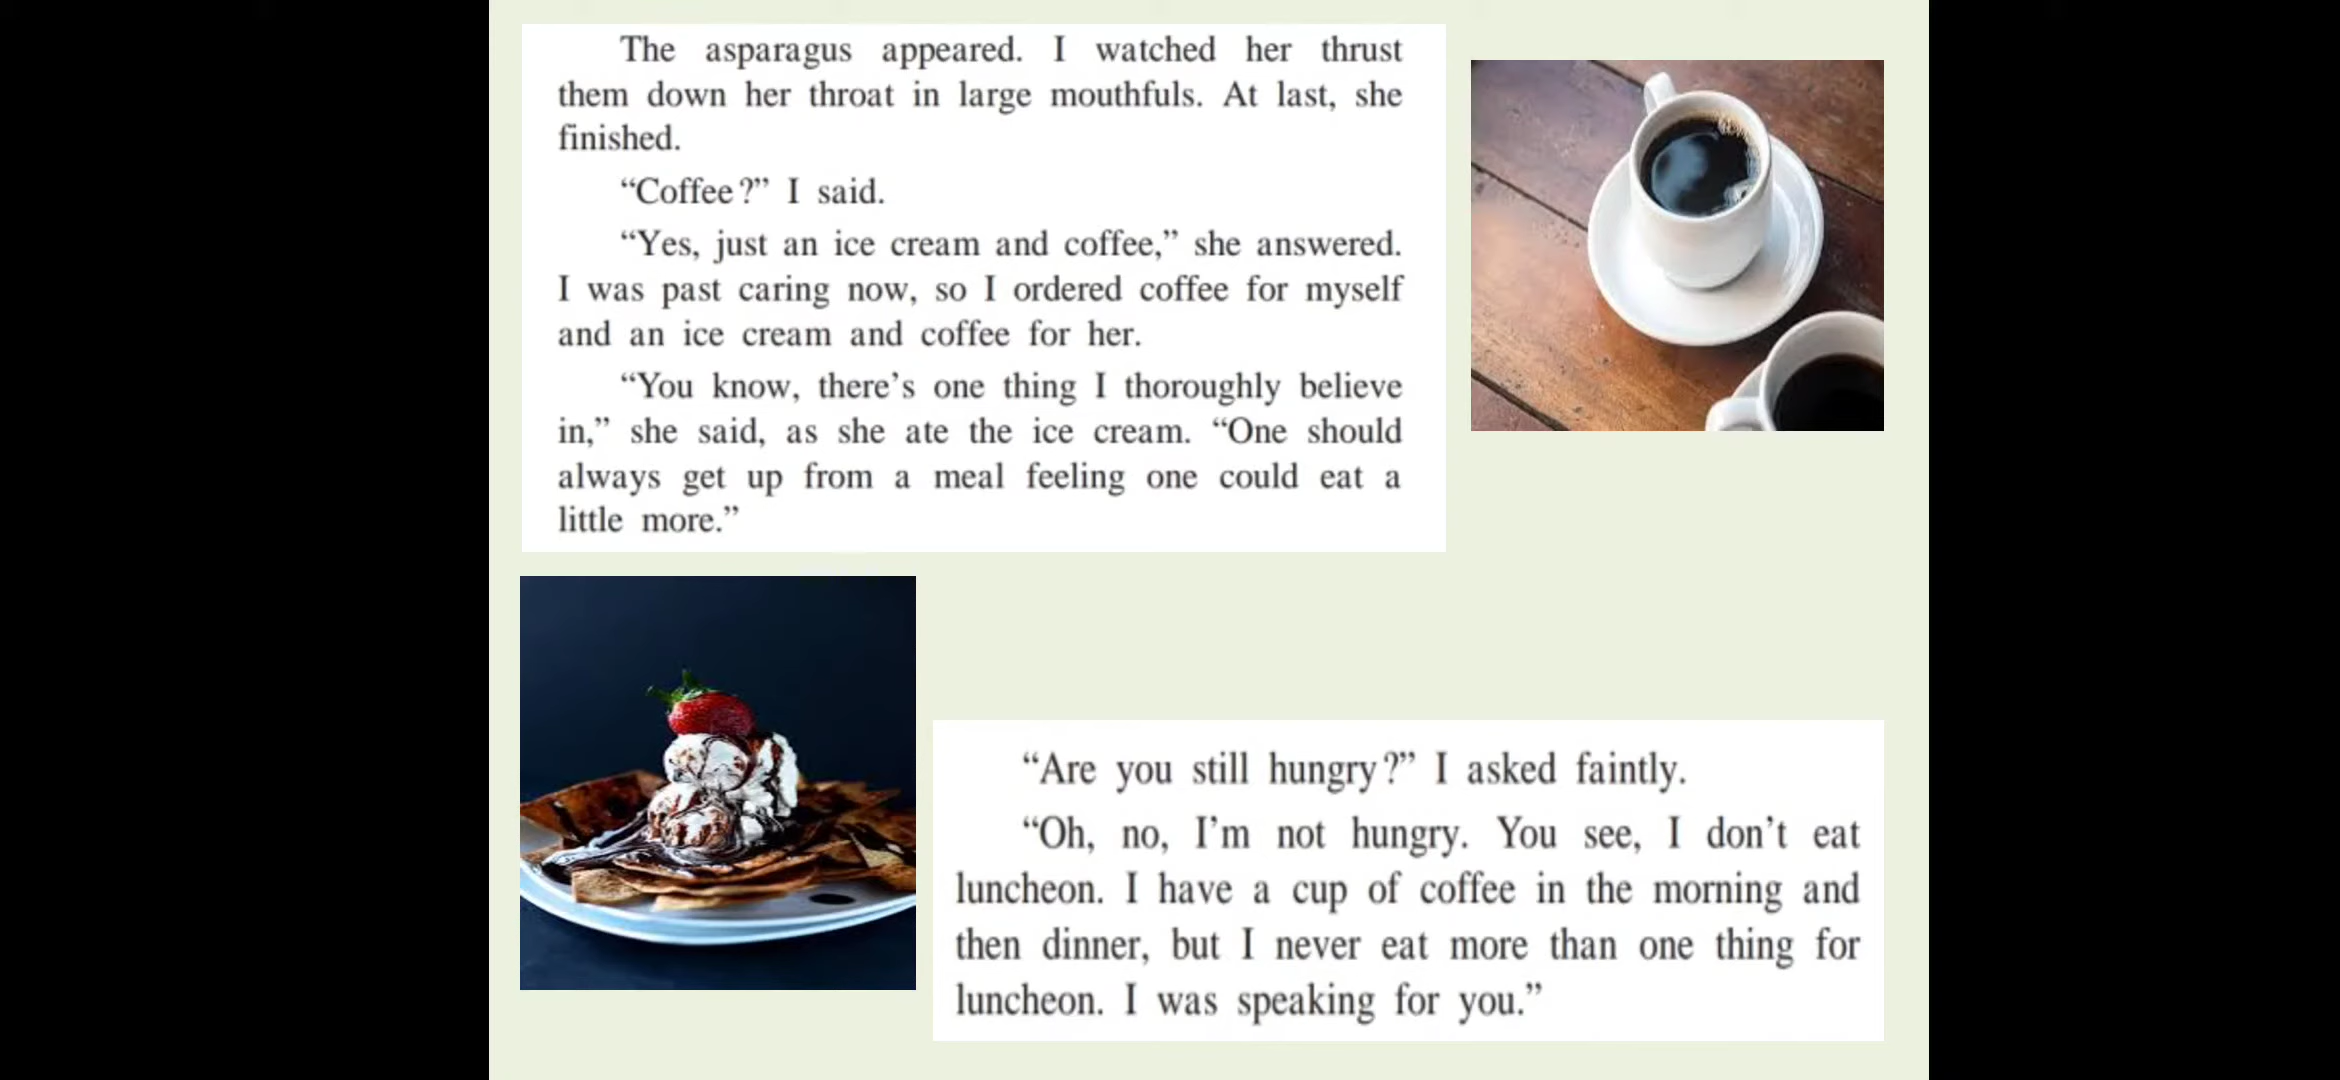 The asparagus appeared. I watched her thrust
them down her throat in large mouthfuls. At last, she
finished.
“Coffee?” I said.
“Yes, just an ice cream and coffee,” she answered.
I was past caring now, so I ordered coffee for myself
and an ice cream and coffee for her.
“You know, there’s one thing I thoroughly believe
in,” she said, as she ate the ice cream. “One should
always get up from a meal feeling one could eat a
little more.”
“Are you still hungry?” I asked faintly.
“Oh, no, I’m not hungry. You see, I don’t eat
luncheon. I have a cup of coffee in the morning and
then dinner, but I never eat more than one thing for
luncheon. I was speaking for you.”